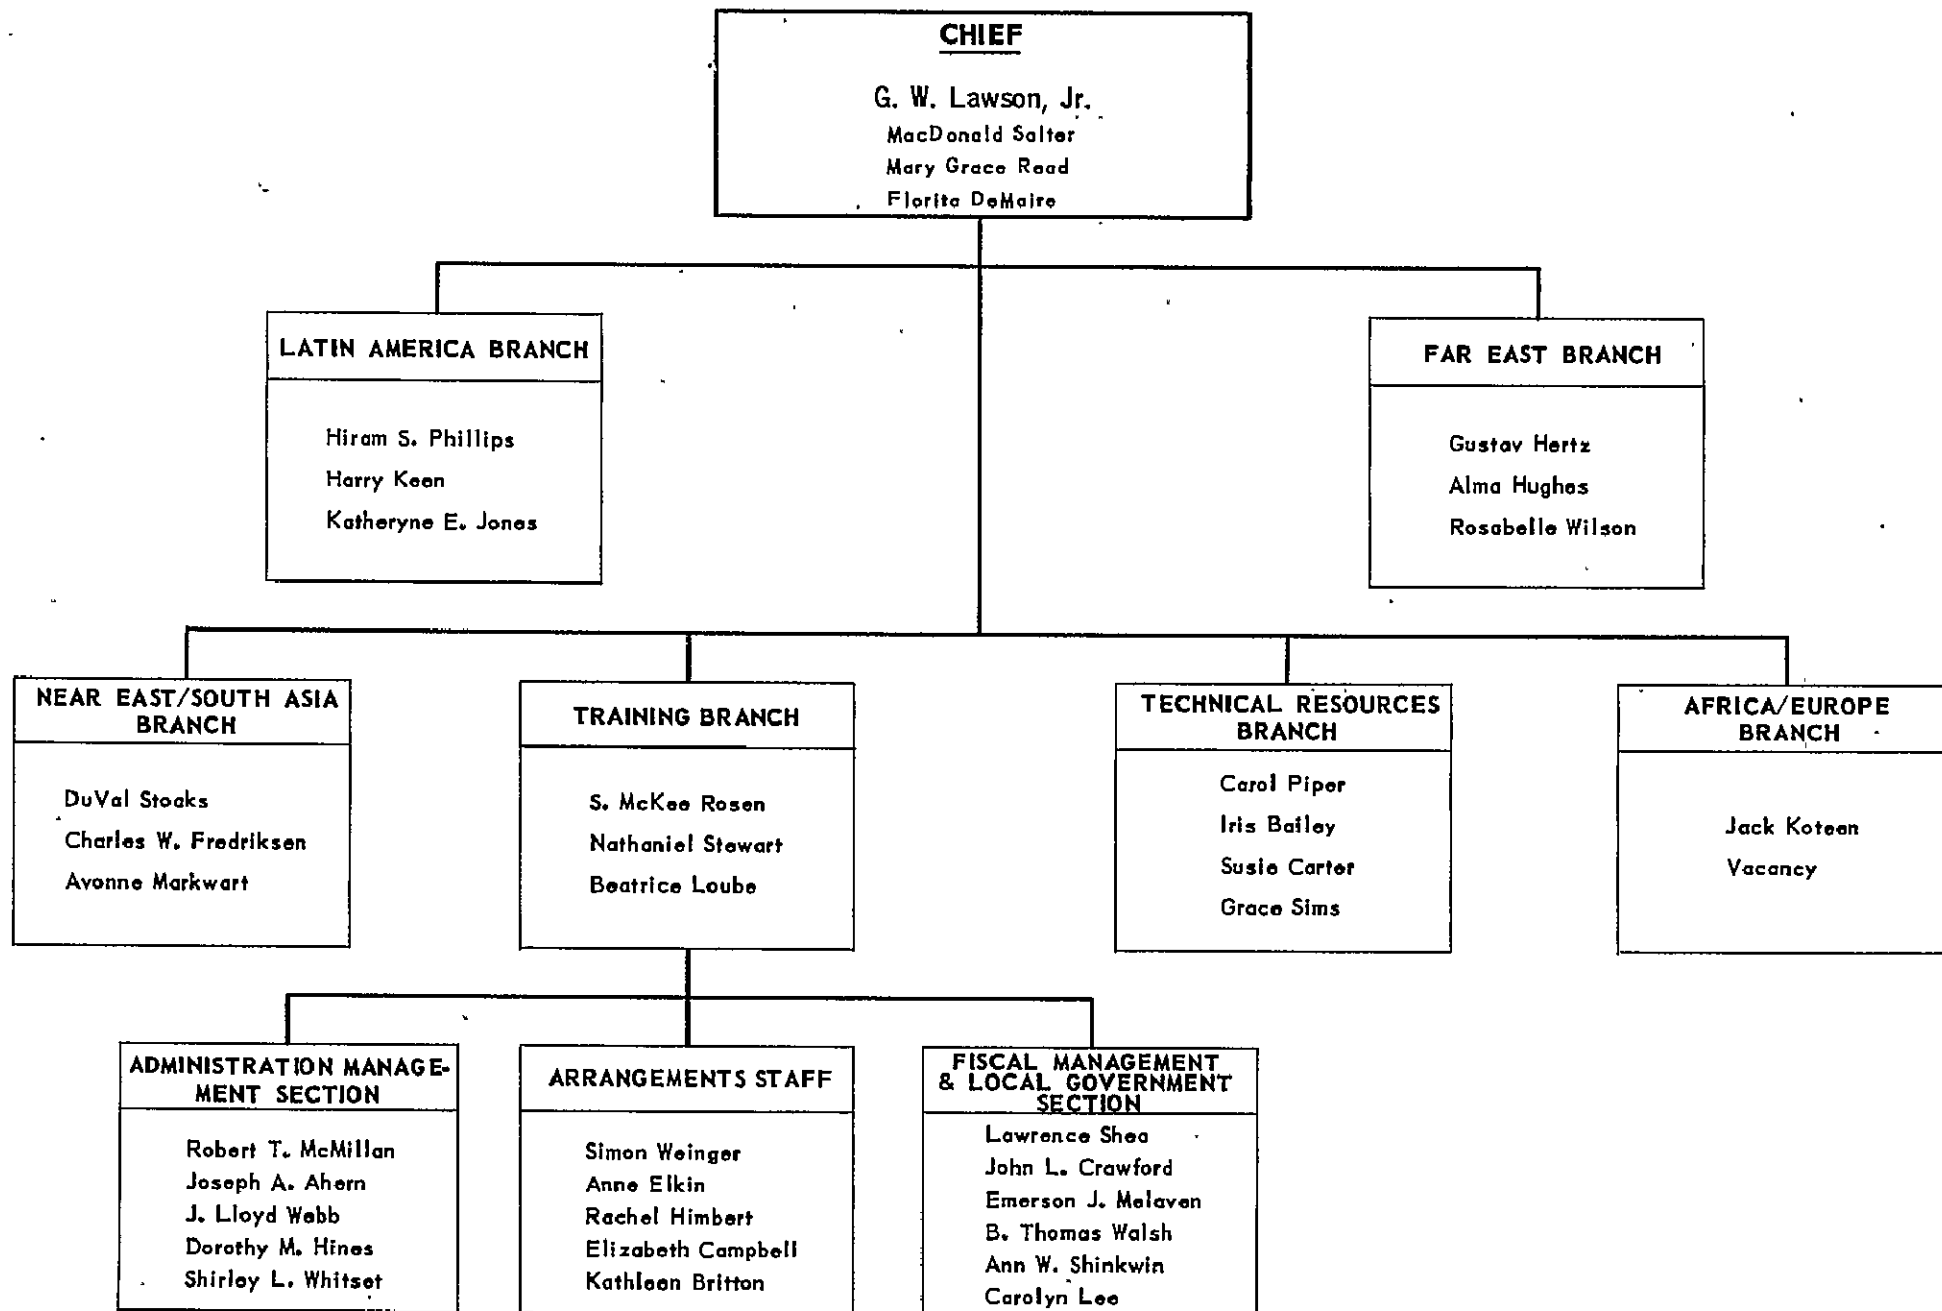 CHIEF
G. W. Lawson, Jr.
MacDonald Salter
Mary Grace Read
Florita DeMaire
LATIN AMERICA BRANCH
Hiram S. Phillips
Harry Keen
Katheryne E. Jones
FAR EAST BRANCH
Gustav Hertz
Alma Hughes
Rosabelle Wilson
NEAR EAST/SOUTH ASIA
BRANCH
DuVal Stoaks
Charles W. Fredriksen
Avonne Markwart
TRAINING BRANCH
S. McKee Rosen
Nathaniel Stewart
Beatrice Loube
TECHNICAL RESOURCES
BRANCH
Carol Piper
Iris Bailey
Susie Carter
Grace Sims
AFRICA/EUROPE
BRANCH
Jack Koteen
Vacancy
ADMINISTRATION MANAGE-
MENT SECTION
Robert T. McMillan
Joseph A. Ahern
J. Lloyd Webb
Dorothy M. Hines
Shirley L. Whitset
ARRANGEMENTS STAFF
Simon Weinger
Anne Elkin
Rachel Himbert
Elizabeth Campbell
Kathleen Britton
FISCAL MANAGEMENT
& LOCAL GOVERNMENT
SECTION
Lawrence Shea
John L. Crawford
Emerson J. Melaven
B. Thomas Walsh
Ann W. Shinkwin
Carolyn Lee